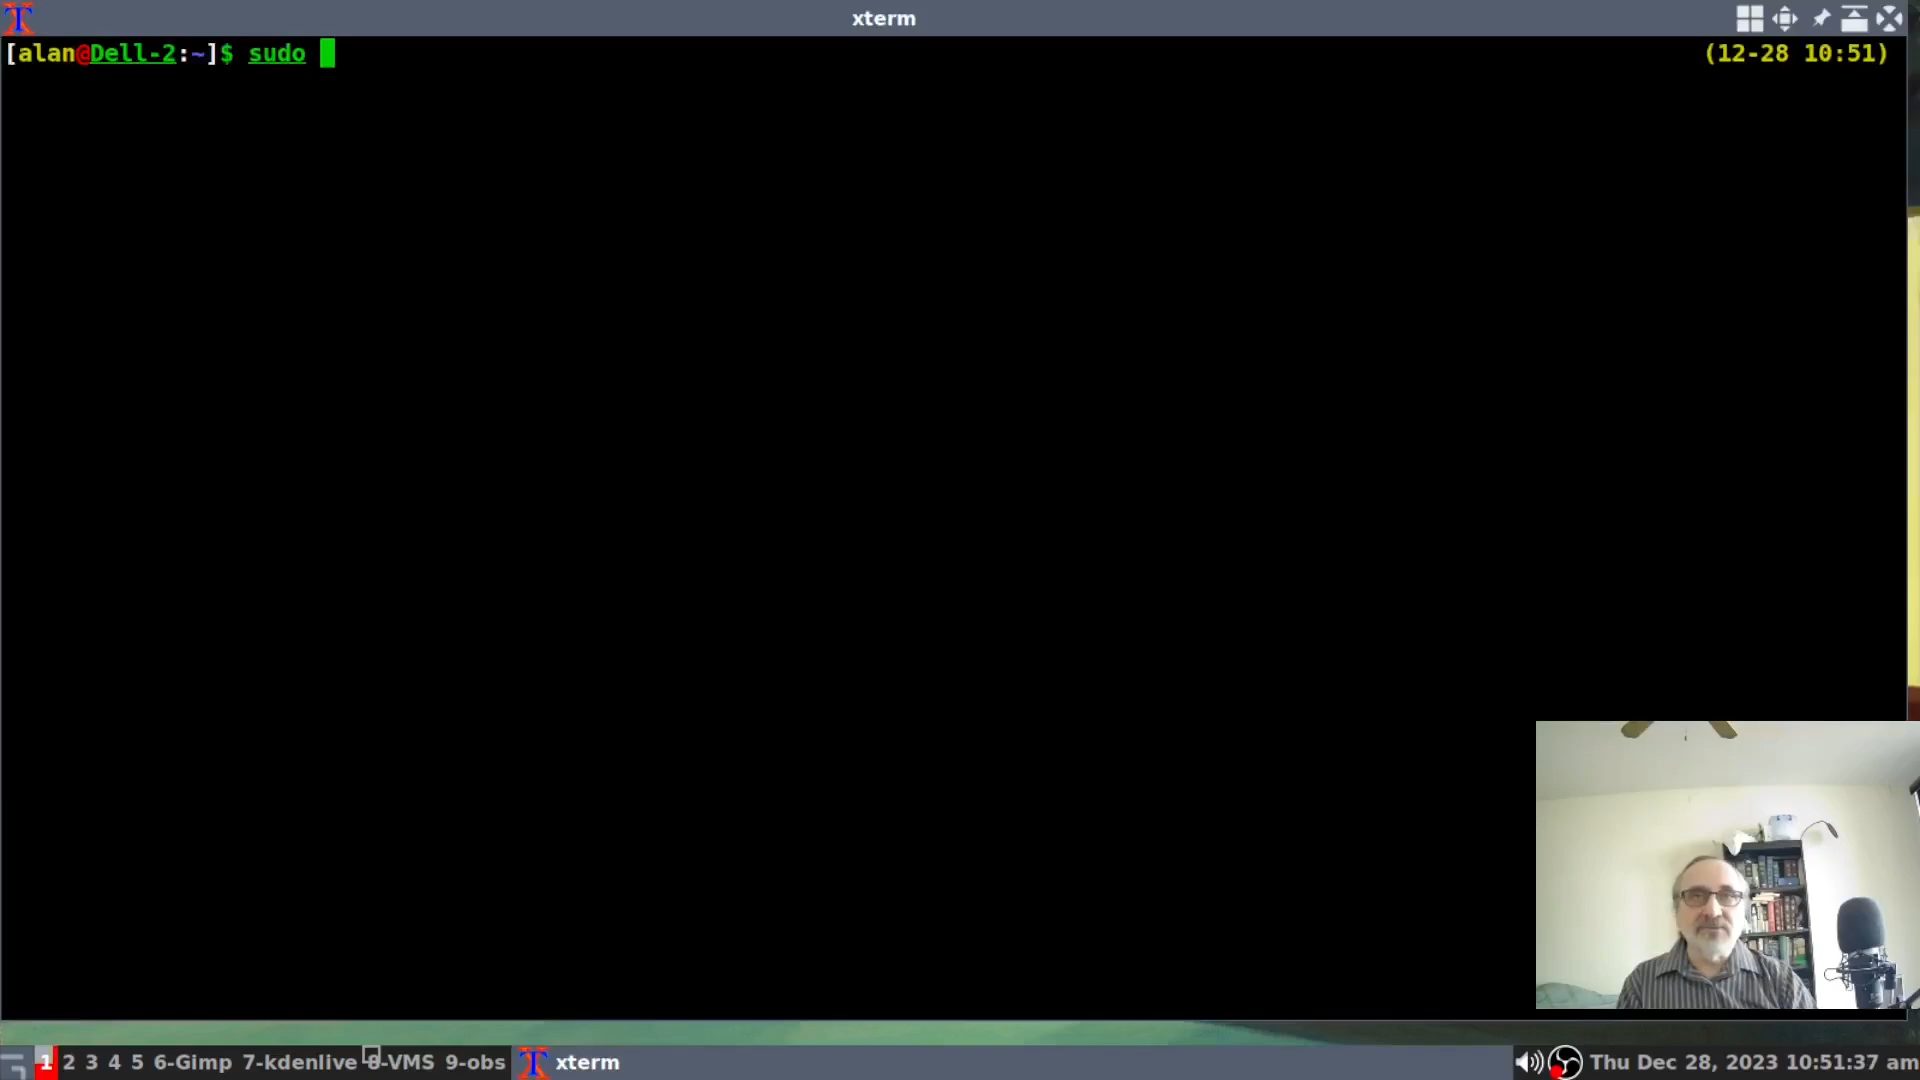 xterm
[alan@Dell-2:~]$ sudo (12-28 10:51)
1 2 3 4 5 6-Gimp 7-kdenlive 8-VMS 9-obs xterm Thu Dec 28, 2023 10:51:37 am